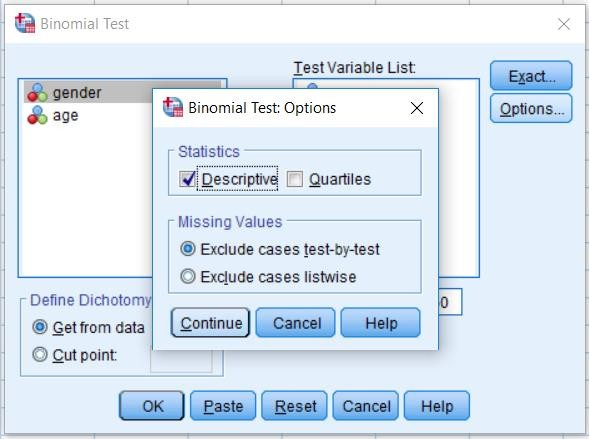 Binomial Test
Test Variable List:
gender
age
Exact...
Options...
Binomial Test: Options
Statistics
Descriptive
Quartiles
Missing Values
Exclude cases test-by-test
Exclude cases listwise
Continue
Cancel
Help
Define Dichotomy
Get from data
Cut point:
OK
Paste
Reset
Cancel
Help